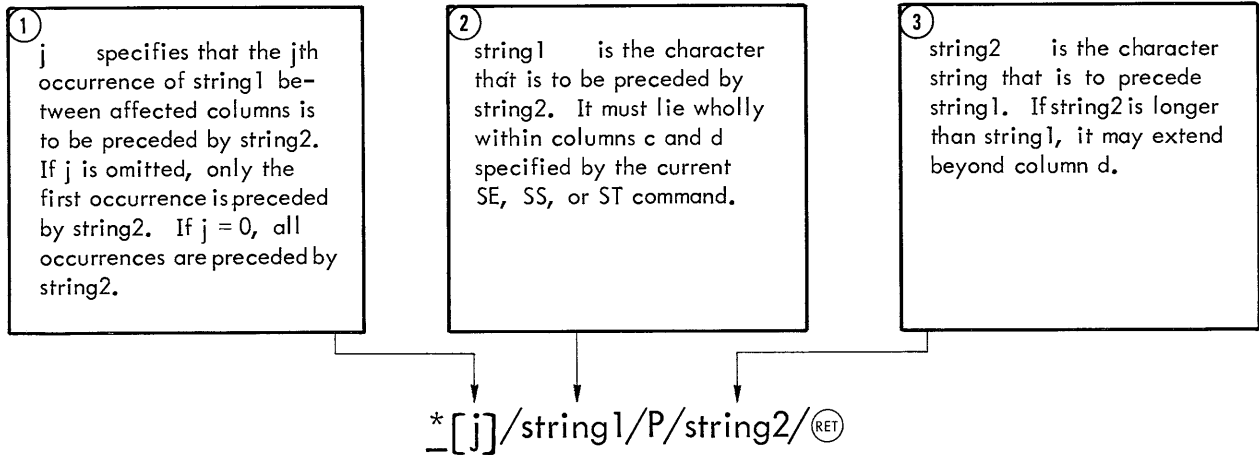 1
j specifies that the jth
occurrence of string1 be-
tween affected columns is
to be preceded by string2.
If j is omitted, only the
first occurrence is preceded
by string2. If j = 0, all
occurrences are preceded by
string2.
2
string1 is the character
that is to be preceded by
string2. It must lie wholly
within columns c and d
specified by the current
SE, SS, or ST command.
3
string2 is the character
string that is to precede
string1. If string2 is longer
than string1, it may extend
beyond column d.
*[j]/string1/P/string2/ RET